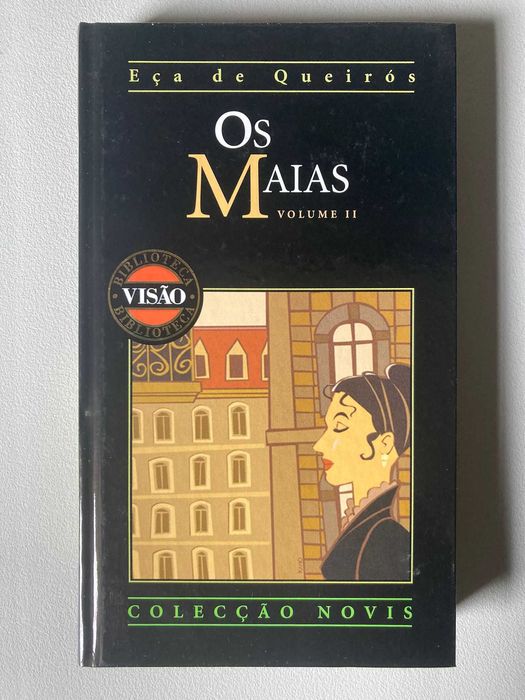 Eça de Queirós
Os
Maias
VOLUME II
BIBLIOTECA
VISÃO
BIBLIOTECA
COLECÇÃO NOVIS